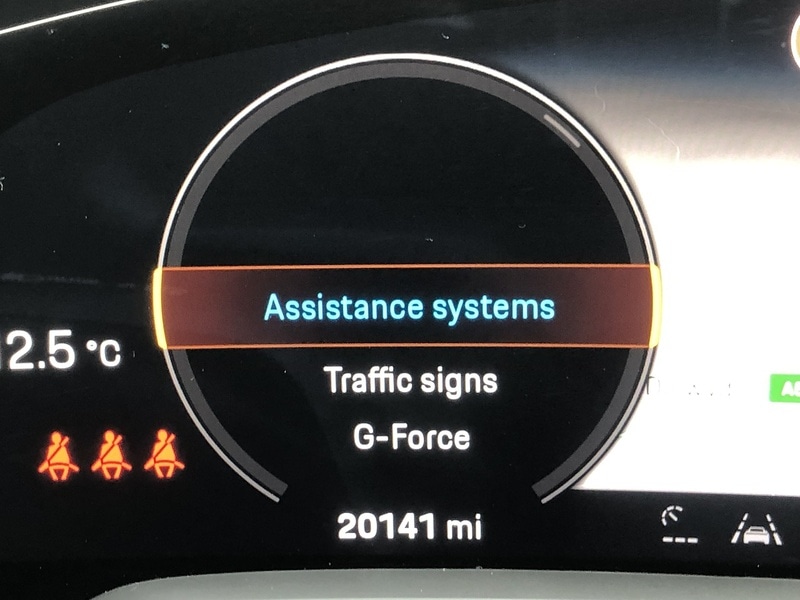 Assistance systems
2.5 °C
Traffic signs
G-Force
20141 mi